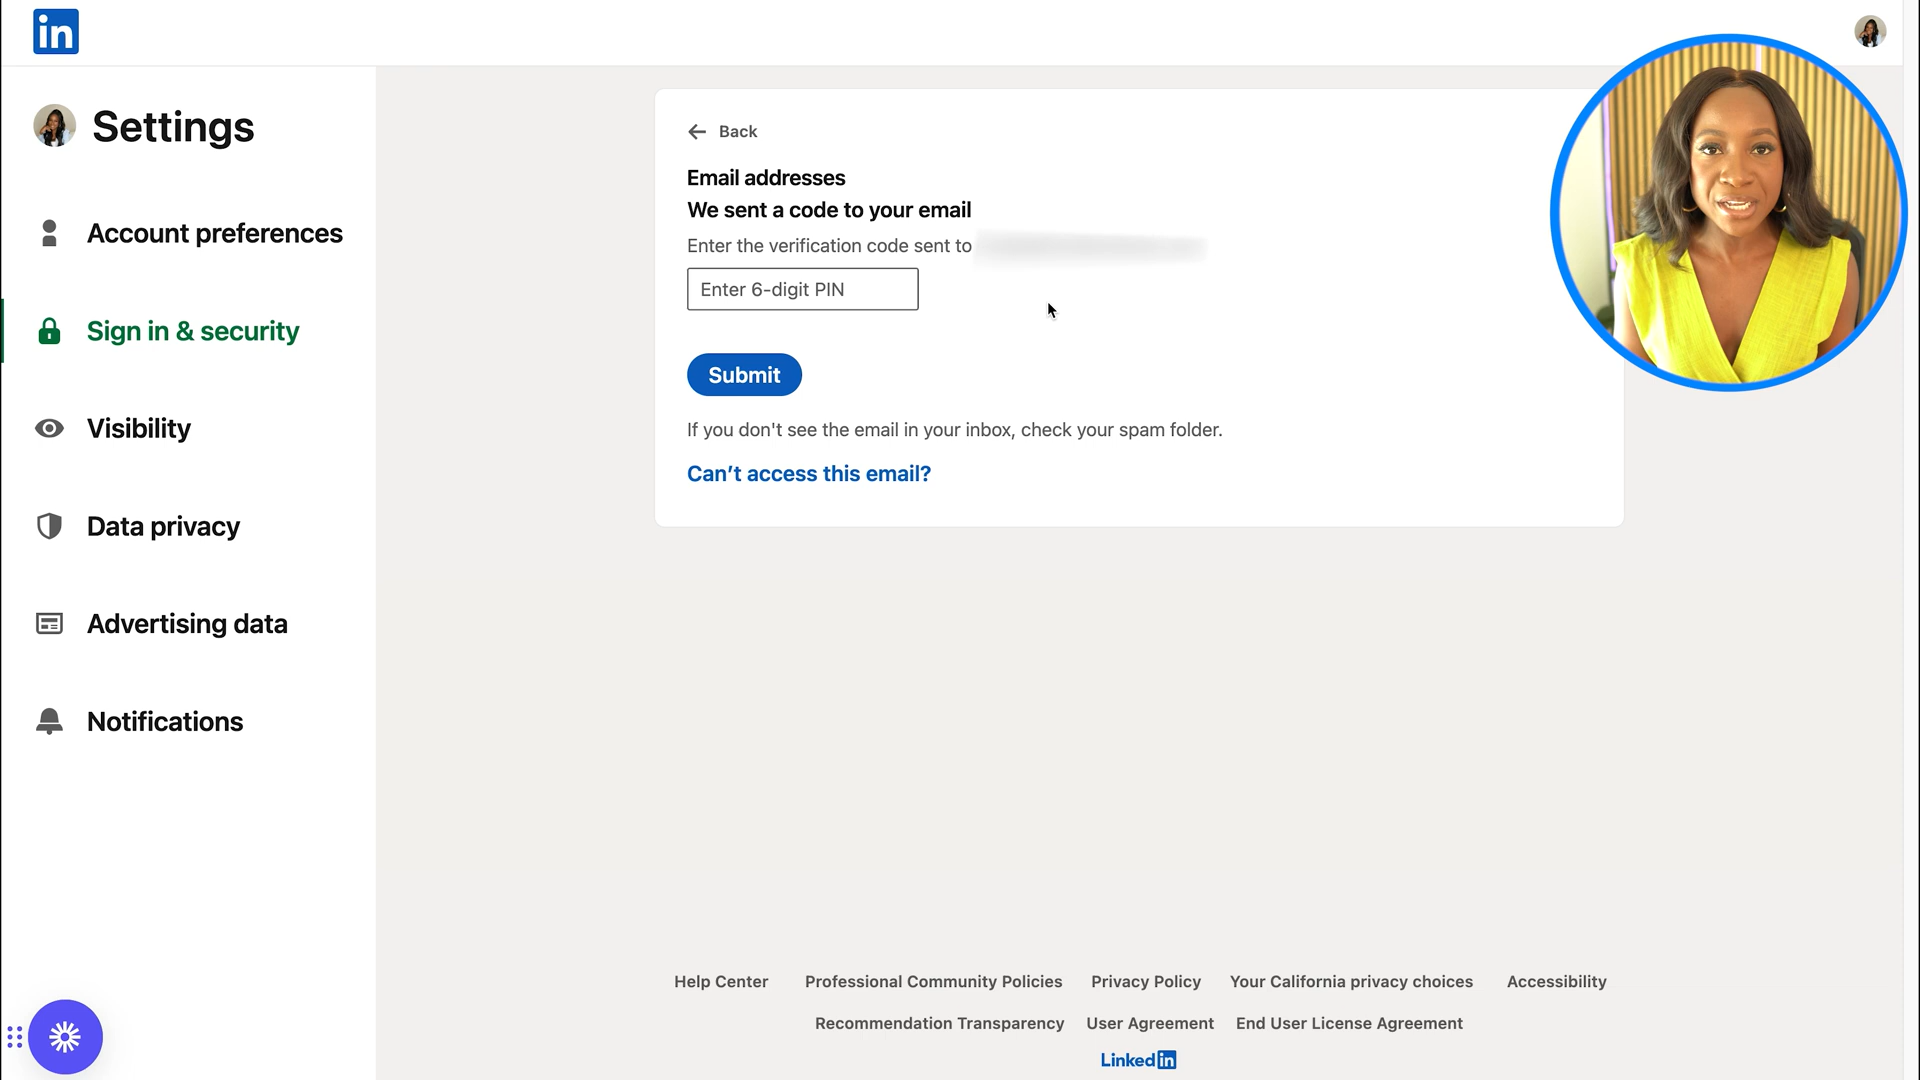 in
Settings
Account preferences
Sign in & security
Visibility
Data privacy
Advertising data
Notifications
Back
Email addresses
We sent a code to your email
Enter the verification code sent to
Enter 6-digit PIN
Submit
If you don't see the email in your inbox, check your spam folder.
Can’t access this email?
Help Center Professional Community Policies Privacy Policy Your California privacy choices Accessibility
Recommendation Transparency User Agreement End User License Agreement
Linkedin